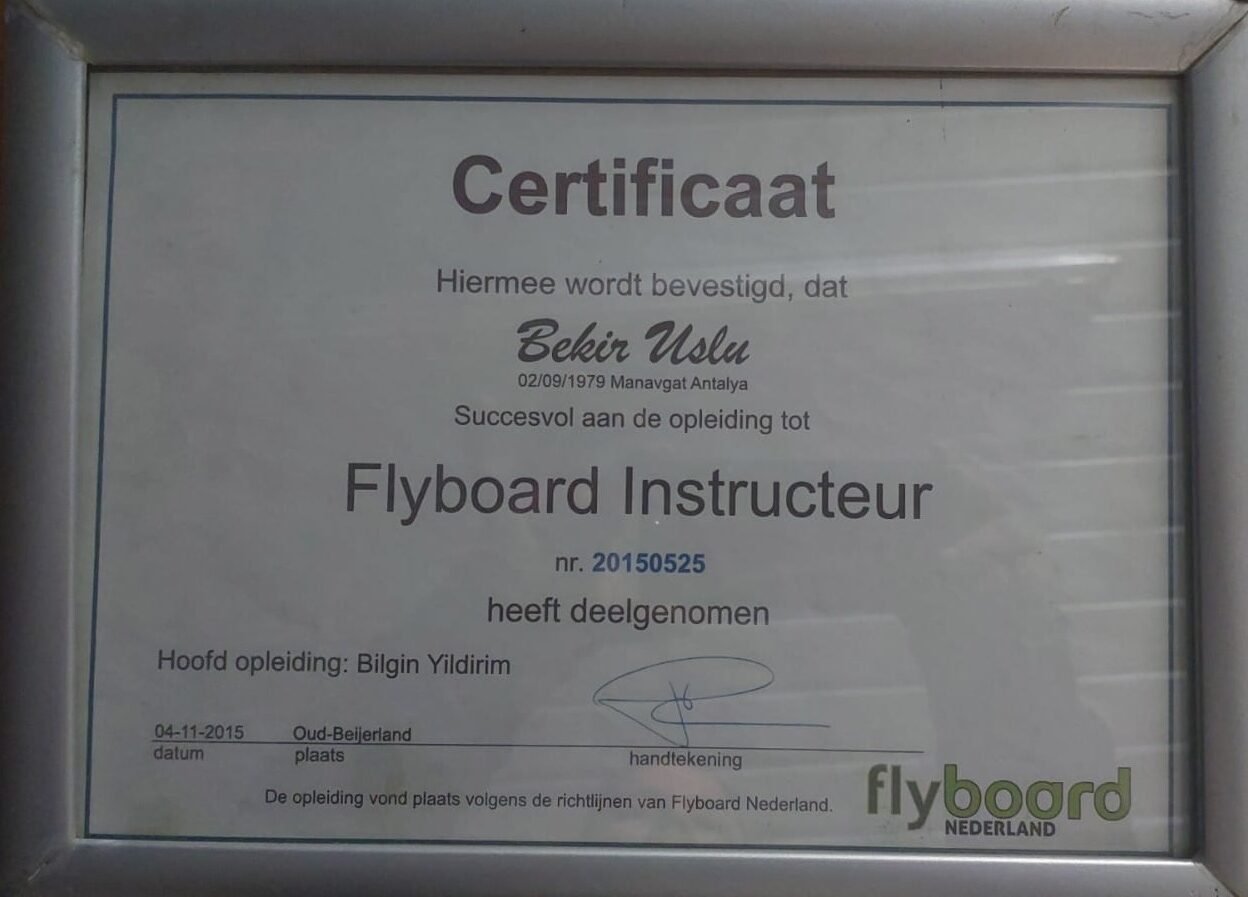 Certificaat
Hiermee wordt bevestigd, dat
Bekir Uslu
02/09/1979 Manavgat Antalya
Succesvol aan de opleiding tot
Flyboard Instructeur
nr. 20150525
heeft deelgenomen
Hoofd opleiding: Bilgin Yildirim
04-11-2015 Oud-Beijerland
datum plaats handtekening
De opleiding vond plaats volgens de richtlijnen van Flyboard Nederland.
flyboard
NEDERLAND